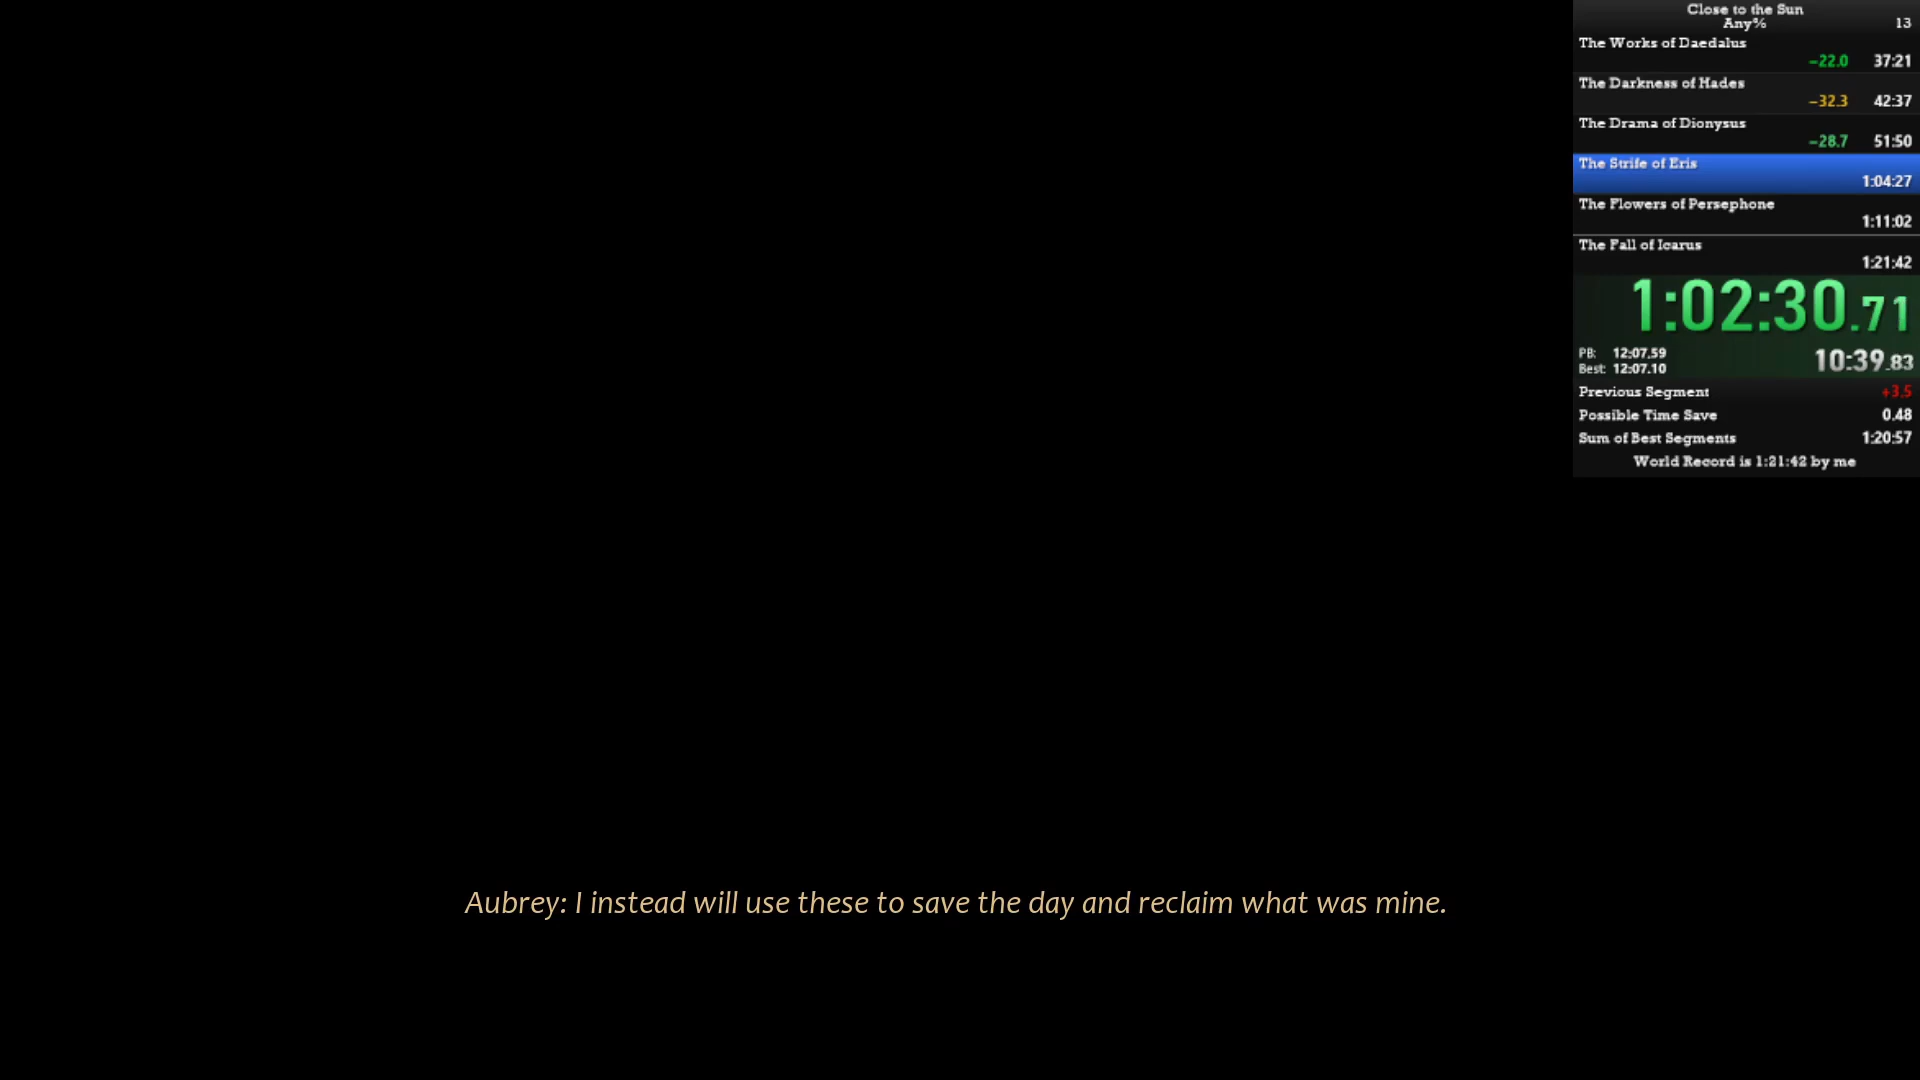 Close to the Sun
Any% 13
The Works of Daedalus
-22.0 37:21
The Darkness of Hades
-32.3 42:37
The Drama of Dionysus
-28.7 51:50
The Strife of Eris
1:04:27
The Flowers of Persephone
1:11:02
The Fall of Icarus
1:21:42
1:02:30.71
PB: 12:07.59
Best: 12:07.10
10:39.83
Previous Segment +3.5
Possible Time Save 0.48
Sum of Best Segments 1:20:57
World Record is 1:21:42 by me
Aubrey: I instead will use these to save the day and reclaim what was mine.